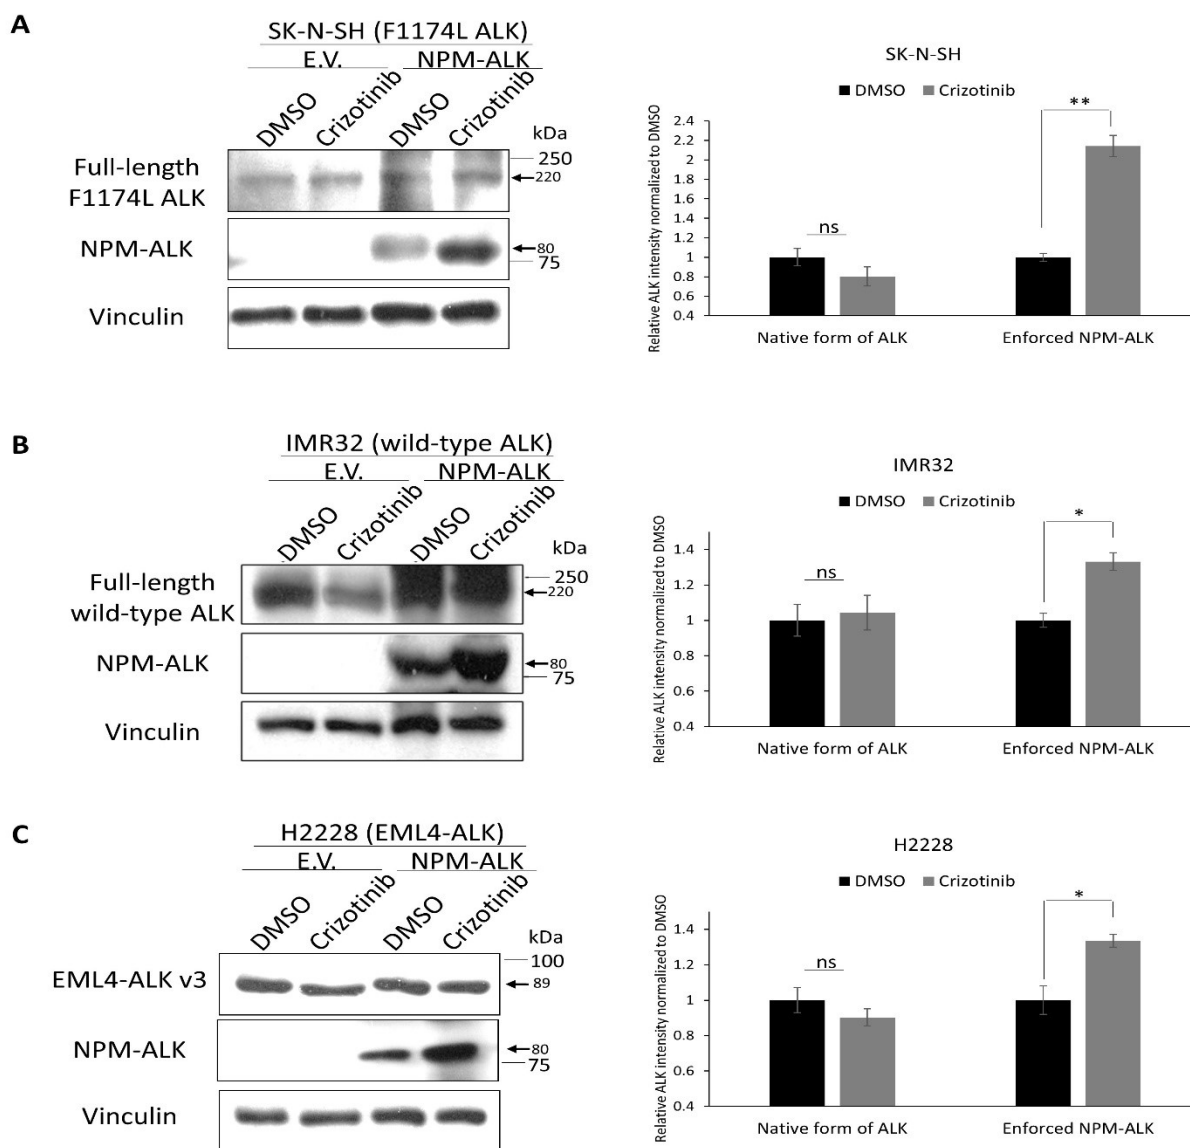 A
SK-N-SH (F1174L ALK)
E.V. NPM-ALK
DMSO Crizotinib DMSO Crizotinib
kDa
Full-length F1174L ALK
250
220
NPM-ALK
80
75
Vinculin
SK-N-SH
DMSO Crizotinib
Relative ALK intensity normalized to DMSO
2.4
2.2
2
1.8
1.6
1.4
1.2
1
0.8
0.6
0.4
ns
**
Native form of ALK Enforced NPM-ALK
B
IMR32 (wild-type ALK)
E.V. NPM-ALK
DMSO Crizotinib DMSO Crizotinib
kDa
Full-length wild-type ALK
250
220
NPM-ALK
80
75
Vinculin
IMR32
DMSO Crizotinib
Relative ALK intensity normalized to DMSO
1.4
1.2
1
0.8
0.6
0.4
ns
*
Native form of ALK Enforced NPM-ALK
C
H2228 (EML4-ALK)
E.V. NPM-ALK
DMSO Crizotinib DMSO Crizotinib
kDa
100
EML4-ALK v3
89
NPM-ALK
80
75
Vinculin
H2228
DMSO Crizotinib
Relative ALK intensity normalized to DMSO
1.4
1.2
1
0.8
0.6
0.4
ns
*
Native form of ALK Enforced NPM-ALK